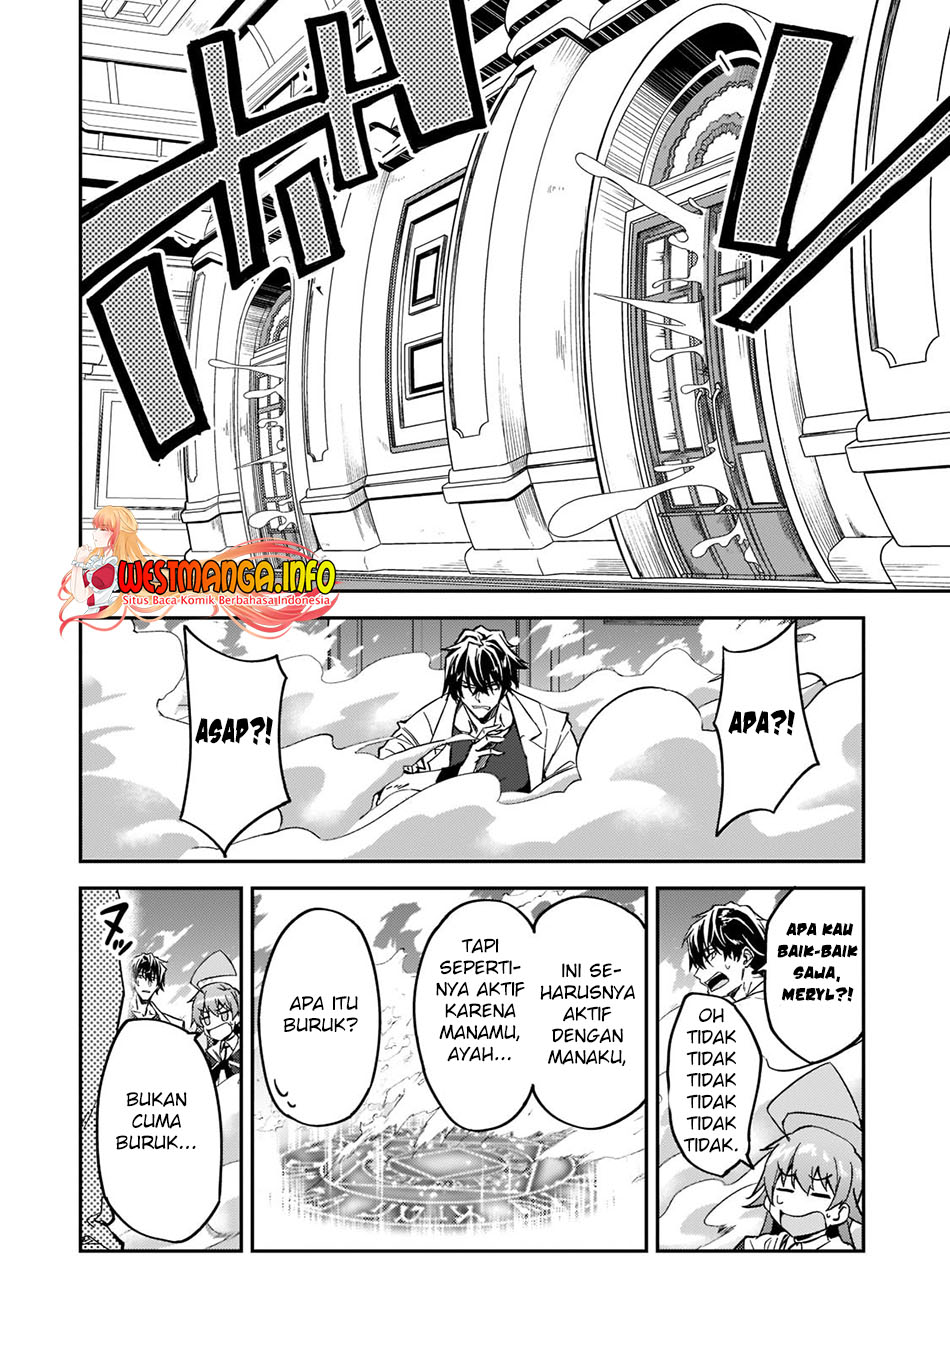 WESTMANGA.INFO
Situs Baca Komik Berbahasa Indonesia
APA?!
ASAP?!
APA KAU
BAIK-BAIK
SAJA,
MERYL?!
OH
TIDAK
TIDAK
TIDAK
TIDAK
TIDAK
TIDAK.
INI SE-
HARUSNYA
AKTIF
DENGAN
MANAKU,
TAPI
SEPERTI-
NYA AKTIF
KARENA
MANAMU,
AYAH...
APA ITU
BURUK?
BUKAN
CUMA
BURUK...